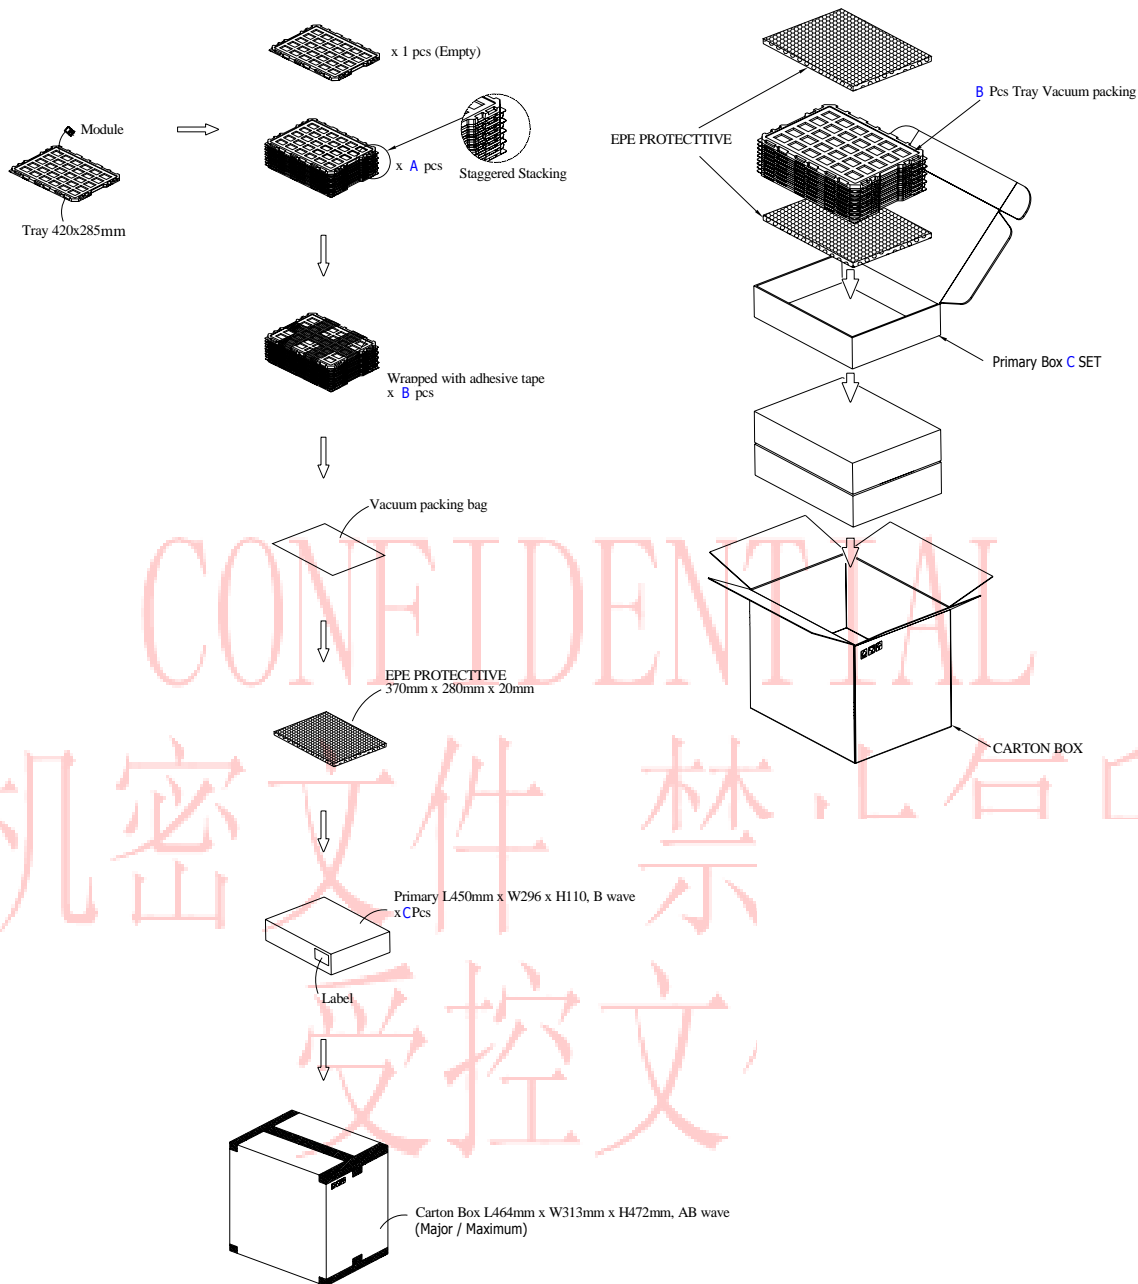 x 1 pcs (Empty)
Module
Tray 420x285mm
x A pcs
Staggered Stacking
Wrapped with adhesive tape
x B pcs
Vacuum packing bag
EPE PROTECTTIVE
370mm x 280mm x 20mm
Primary L450mm x W296 x H110, B wave
xCPcs
Label
Carton Box L464mm x W313mm x H472mm, AB wave
(Major / Maximum)
B Pcs Tray Vacuum packing
EPE PROTECTTIVE
Primary Box C SET
CARTON BOX
CONFIDENTIAL
机密文件 禁止
受控文